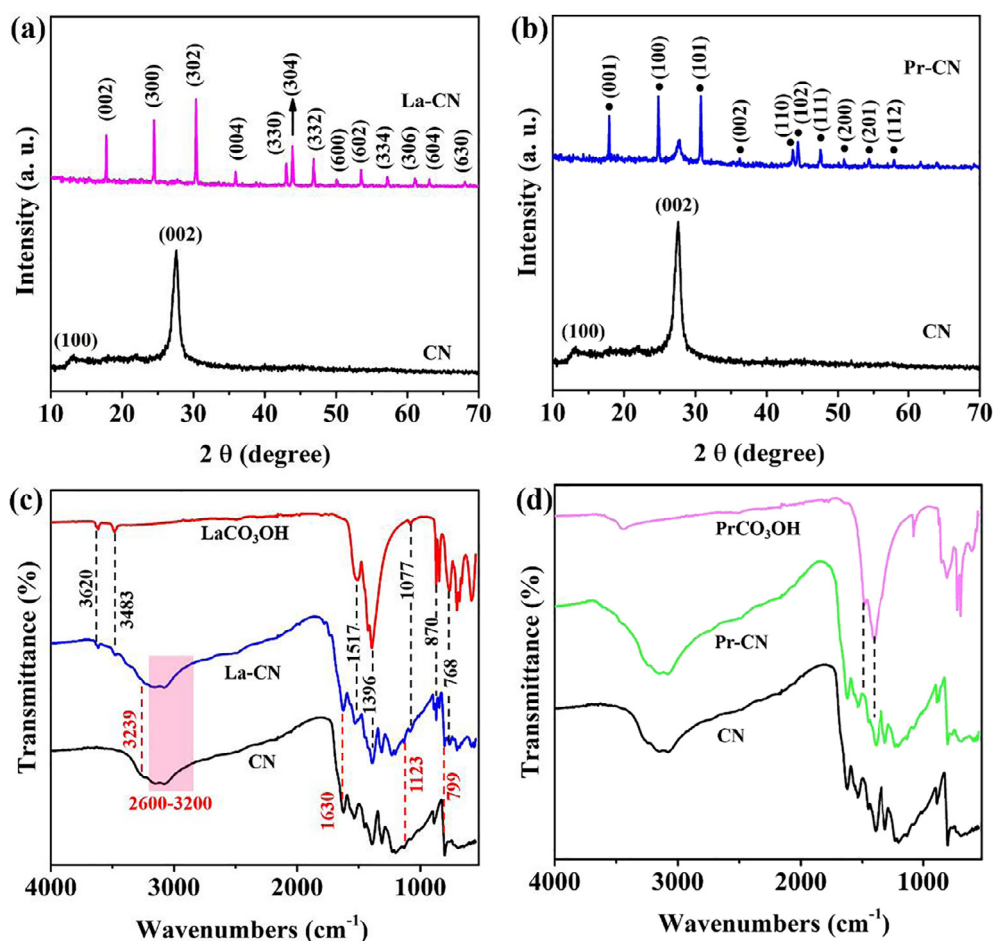 (a)
(002)
(300)
(302)
(004)
(330)
(304)
(332)
(600)
(602)
(334)
(306)
(604)
(630)
La-CN
(002)
(100)
CN
Intensity (a. u.)
10 20 30 40 50 60 70
2 θ (degree)
(b)
(001)
(100)
(101)
(002)
(110)
(102)
(111)
(200)
(201)
(112)
Pr-CN
(002)
(100)
CN
Intensity (a. u.)
10 20 30 40 50 60 70
2 θ (degree)
(c)
LaCO₃OH
3620
3483
1517
1396
1077
870
768
La-CN
3239
CN
2600-3200
1630
1123
799
Transmittance (%)
4000 3000 2000 1000
Wavenumbers (cm⁻¹)
(d)
PrCO₃OH
Pr-CN
CN
Transmittance (%)
4000 3000 2000 1000
Wavenumbers (cm⁻¹)